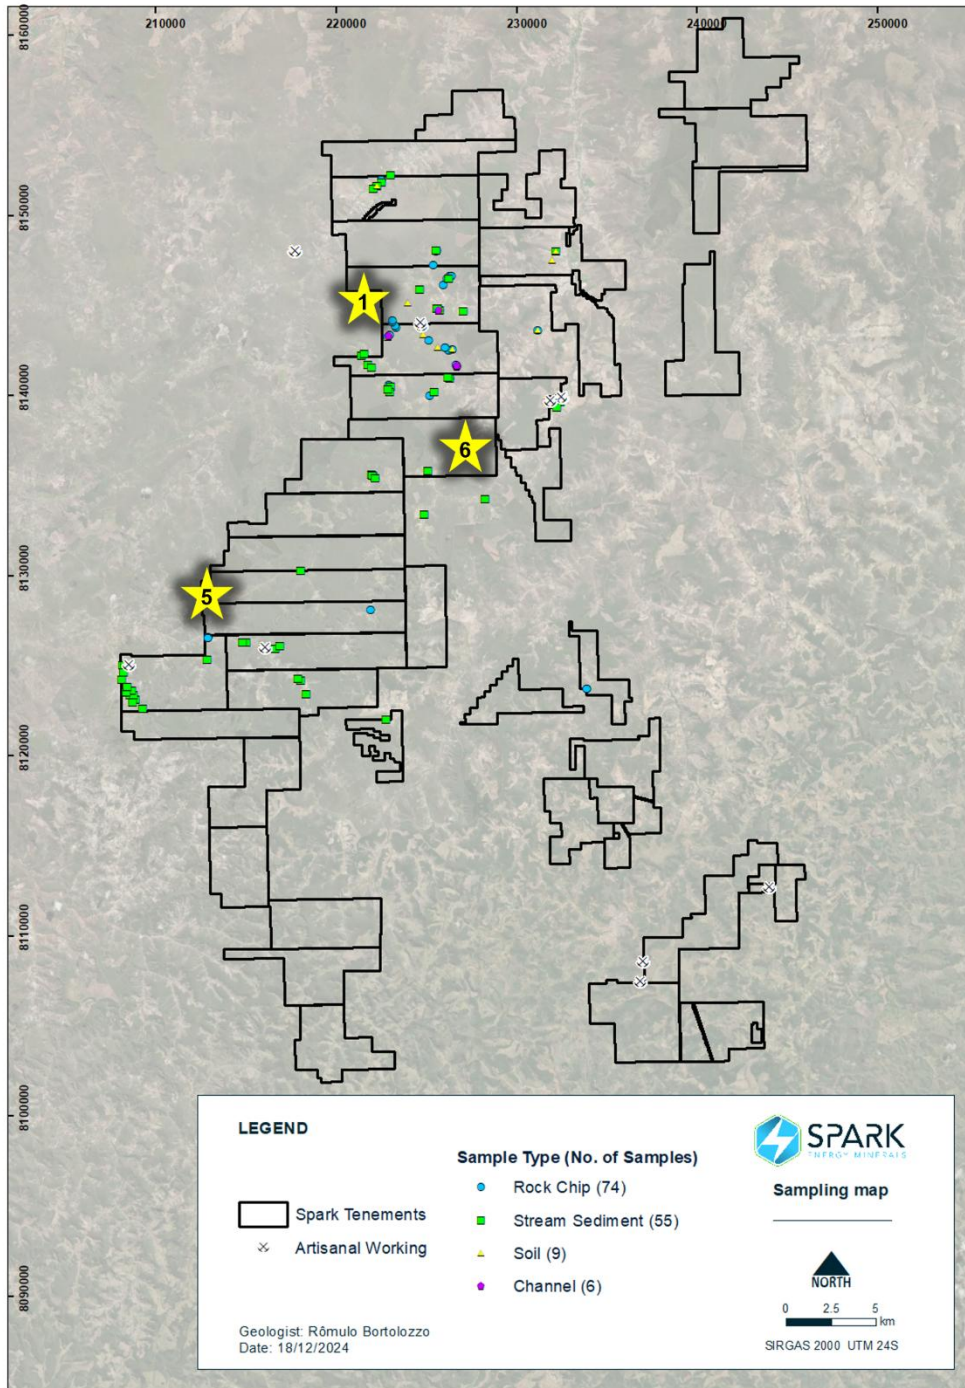 210000
220000
230000
240000
250000
8160000
8150000
8140000
8130000
8120000
8110000
8100000
8090000
1
6
5
LEGEND
Spark Tenements
Artisanal Working
Sample Type (No. of Samples)
Rock Chip (74)
Stream Sediment (55)
Soil (9)
Channel (6)
SPARK
ENERGY MINERALS
Sampling map
NORTH
0 2.5 5
km
SIRGAS 2000 UTM 24S
Geologist: Rômulo Bortolozzo
Date: 18/12/2024